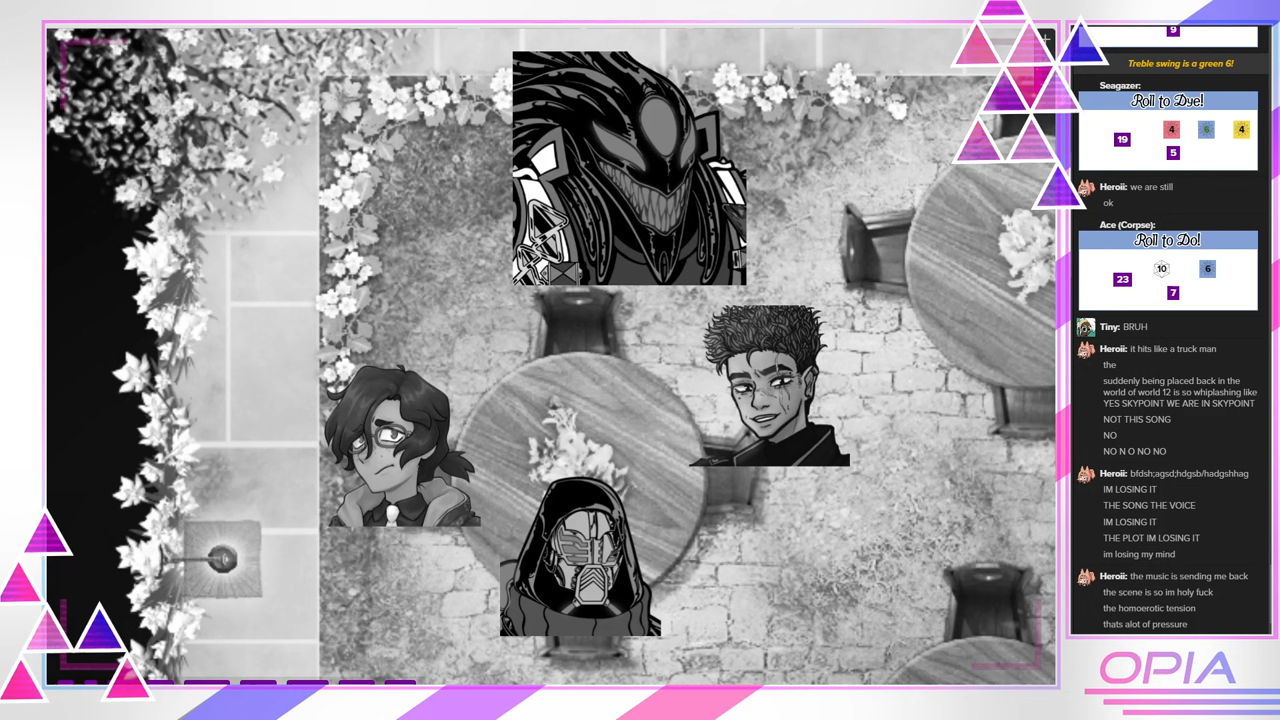 9
Treble swing is a green 6!
Seagazer:
Roll to Dye!
19
4
6
4
5
Heroii: we are still
ok
Ace (Corpse):
Roll to Do!
23
10
6
7
Tiny: BRUH
Heroii: it hits like a truck man
the
suddenly being placed back in the
world of world 12 is so whiplashing like
YES SKYPOINT WE ARE IN SKYPOINT
NOT THIS SONG
NO
NO N O NO NO
Heroii: bfdsh;agsd;hdgsb/hadgshhag
IM LOSING IT
THE SONG THE VOICE
IM LOSING IT
THE PLOT IM LOSING IT
im losing my mind
Heroii: the music is sending me back
the scene is so im holy fuck
the homoerotic tension
thats alot of pressure
OPIA